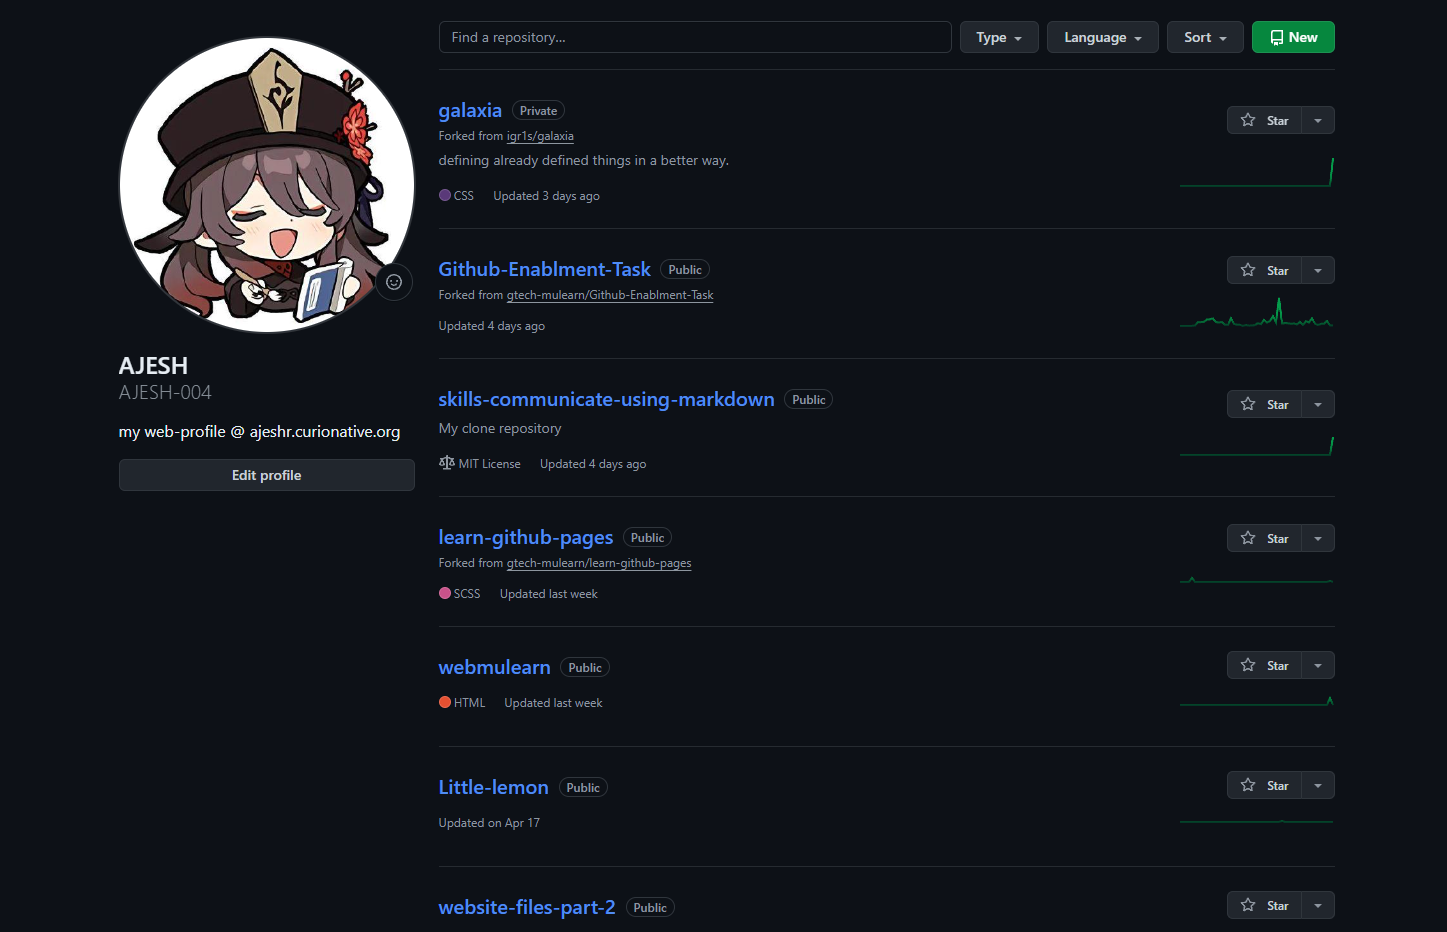 Find a repository...
Type
Language
Sort
New
galaxia Private
Star
Forked from igr1s/galaxia
defining already defined things in a better way.
CSS Updated 3 days ago
Github-Enablment-Task Public
Star
Forked from gtech-mulearn/Github-Enablment-Task
Updated 4 days ago
AJESH
AJESH-004
my web-profile @ ajeshr.curionative.org
Edit profile
skills-communicate-using-markdown Public
Star
My clone repository
MIT License Updated 4 days ago
learn-github-pages Public
Star
Forked from gtech-mulearn/learn-github-pages
SCSS Updated last week
webmulearn Public
Star
HTML Updated last week
Little-lemon Public
Star
Updated on Apr 17
website-files-part-2 Public
Star